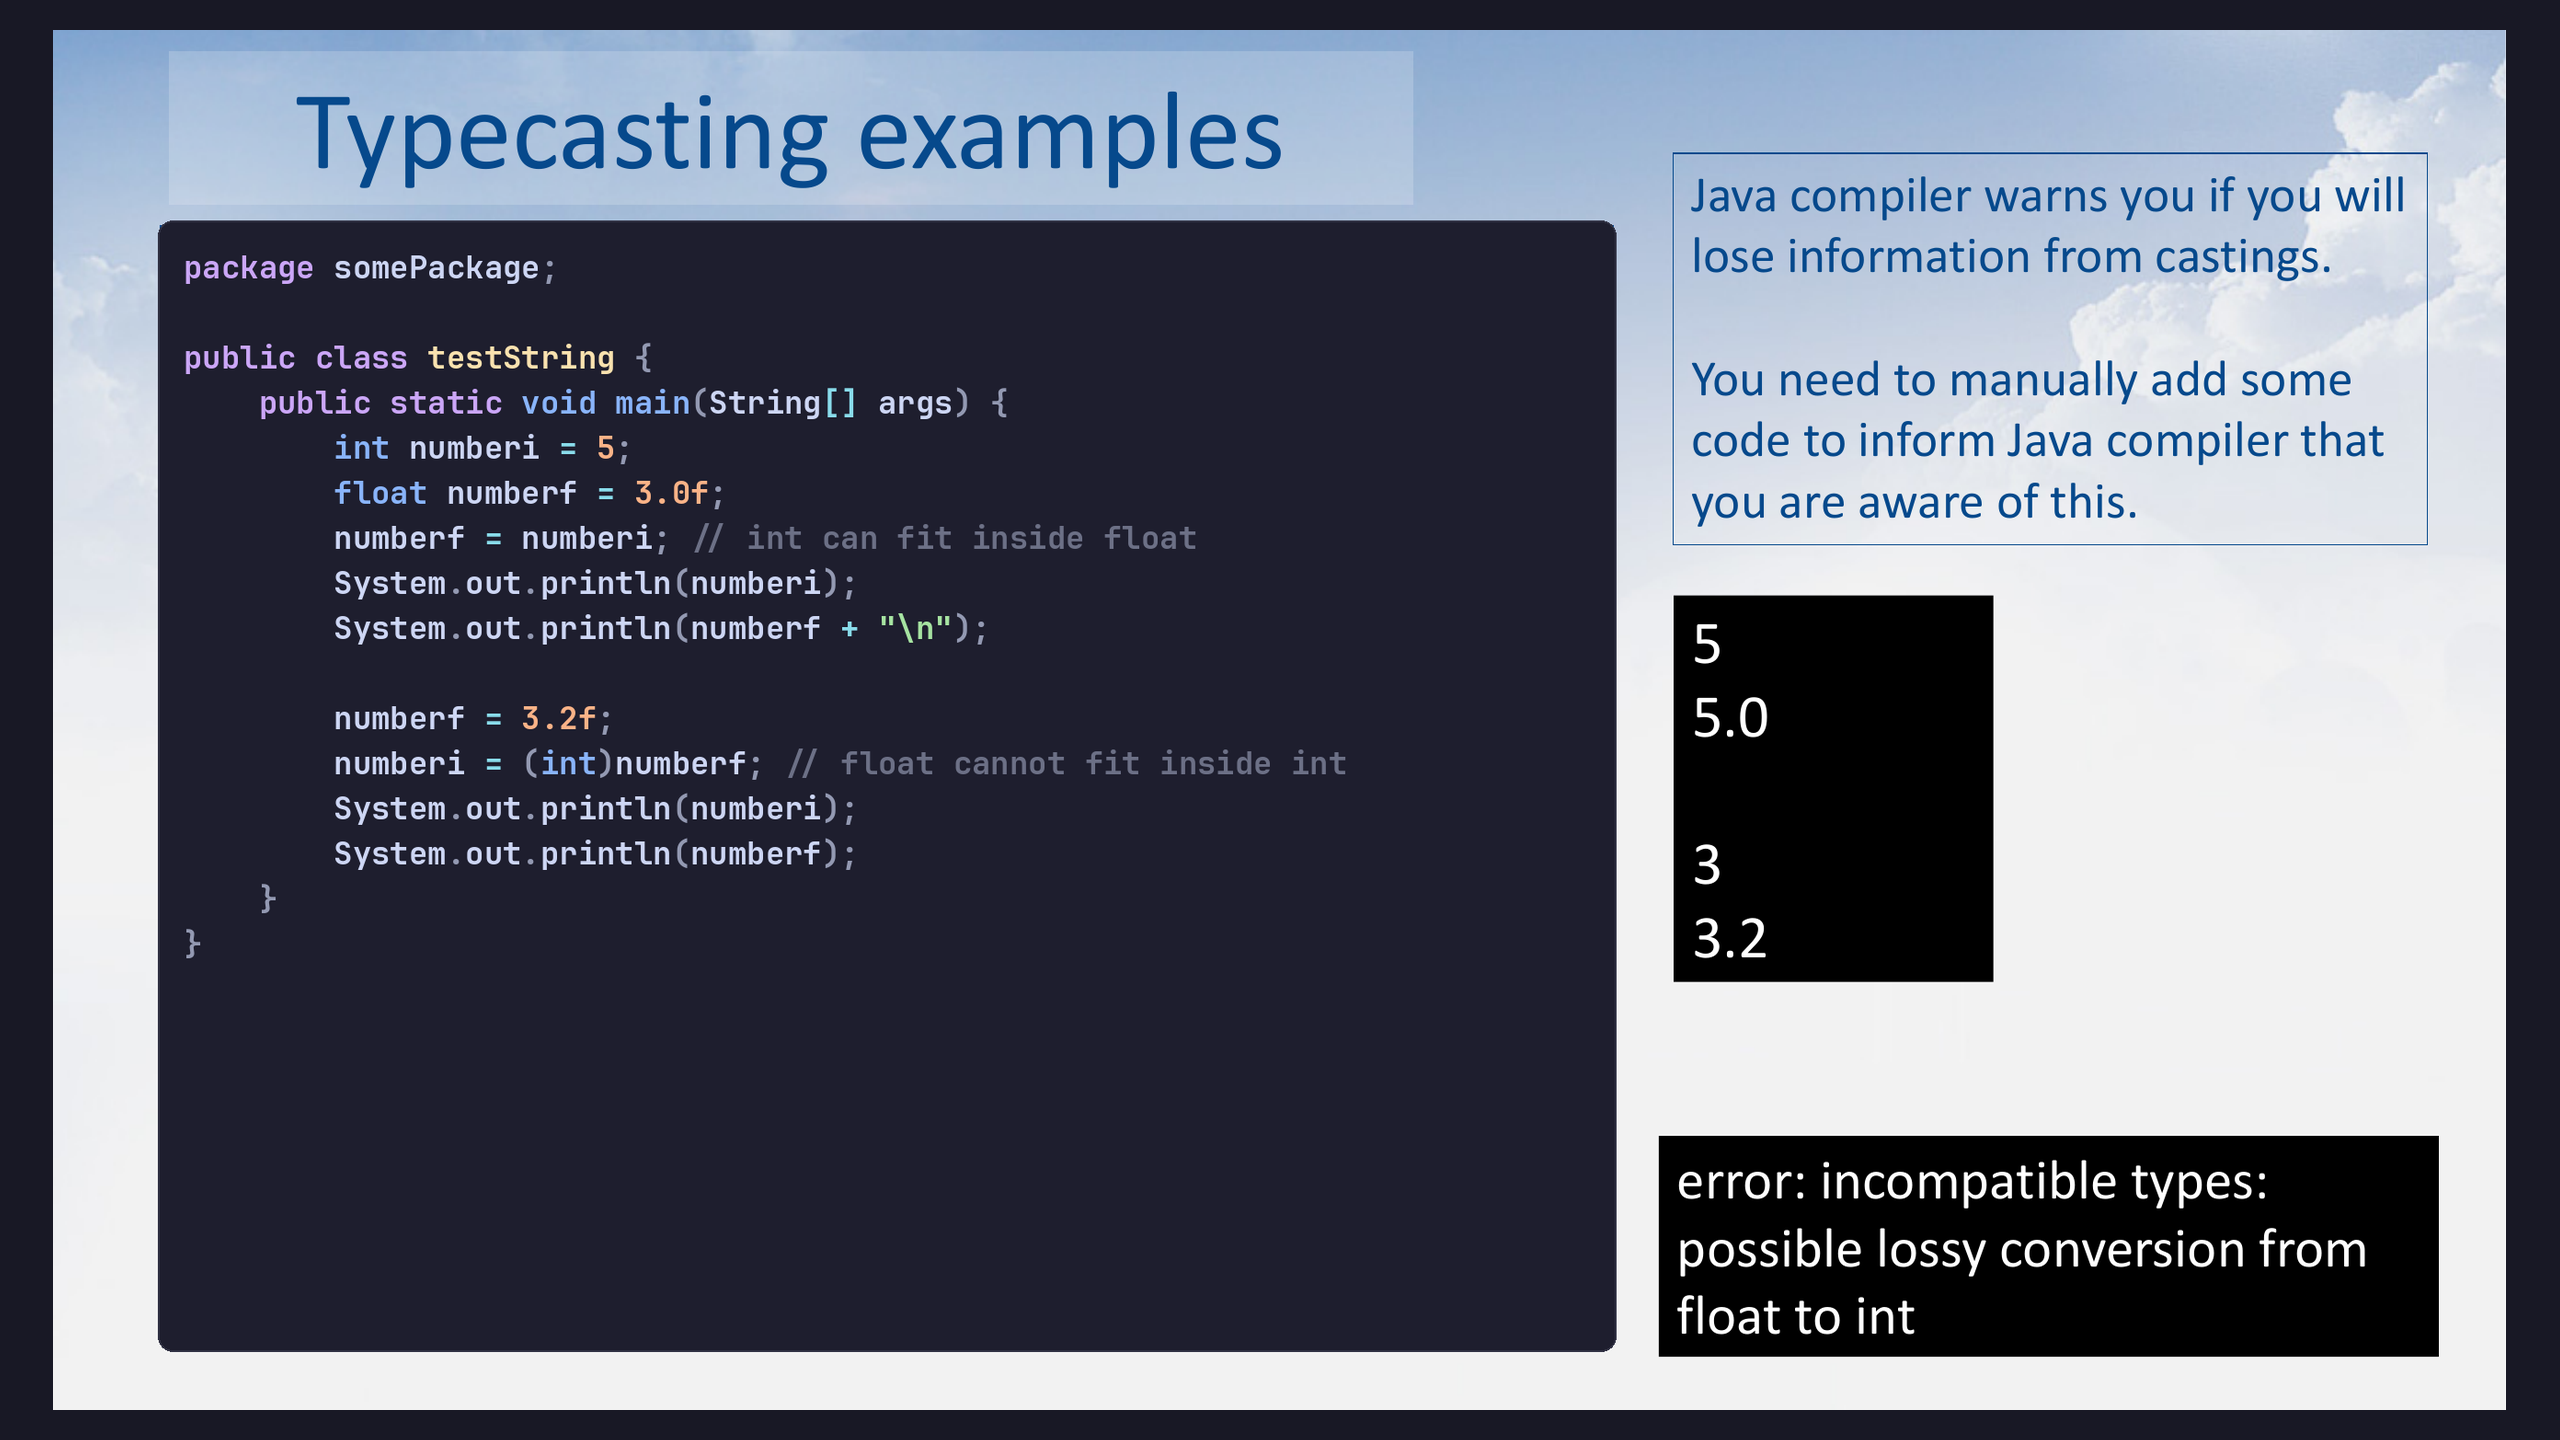 Typecasting examples
package somePackage;
public class testString {
public static void main(String[] args) {
int numberi = 5;
float numberf = 3.0f;
numberf = numberi; // int can fit inside float
System.out.println(numberi);
System.out.println(numberf + "\n");
numberf = 3.2f;
numberi = (int)numberf; // float cannot fit inside int
System.out.println(numberi);
System.out.println(numberf);
}
}
Java compiler warns you if you will
lose information from castings.
You need to manually add some
code to inform Java compiler that
you are aware of this.
5
5.0
3
3.2
error: incompatible types:
possible lossy conversion from
float to int